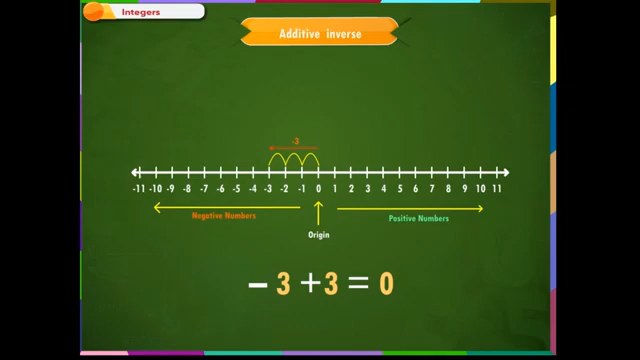 Integers
Additive inverse
-3
-11 -10 -9 -8 -7 -6 -5 -4 -3 -2 -1 0 1 2 3 4 5 6 7 8 9 10 11
Negative Numbers
Positive Numbers
Origin
– 3 + 3 = 0